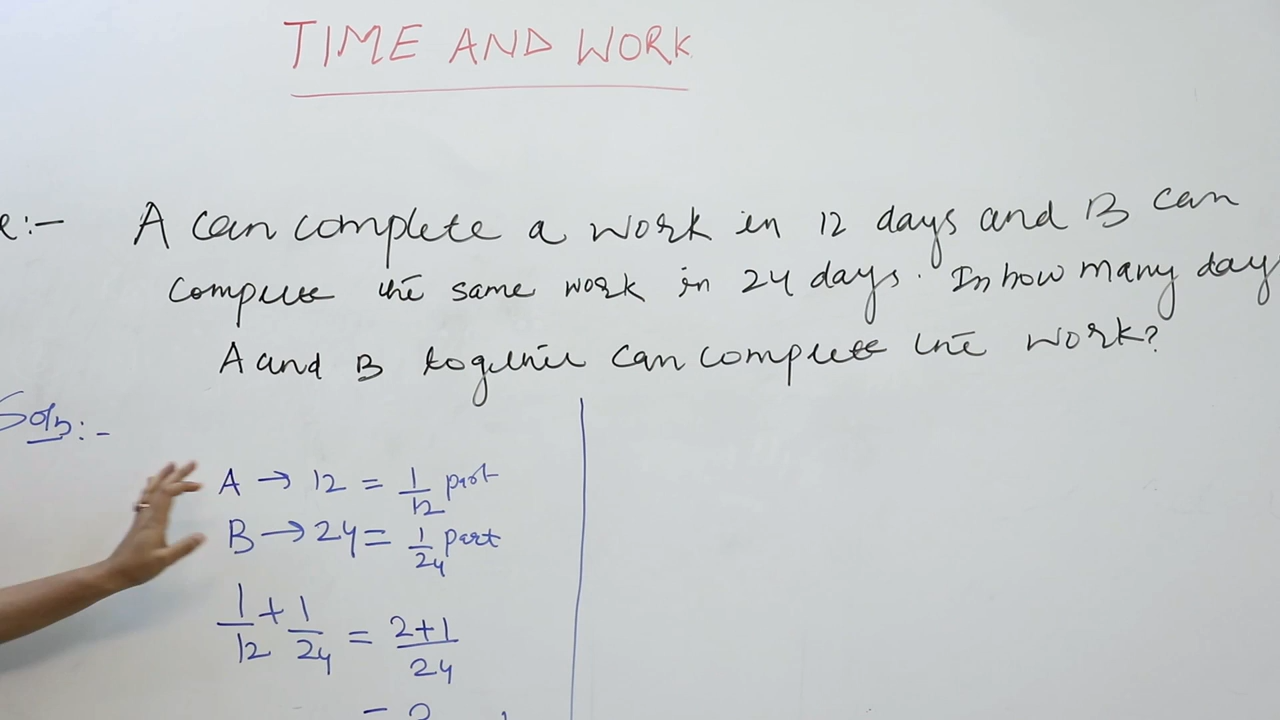 TIME AND WORK
e:- A can complete a work in 12 days and B can
complete the same work in 24 days. In how many day
A and B together can complete the work?
Soln:-
A → 12 = 1/12 part
B → 24 = 1/24 part
1/12 + 1/24 = 2+1/24
=